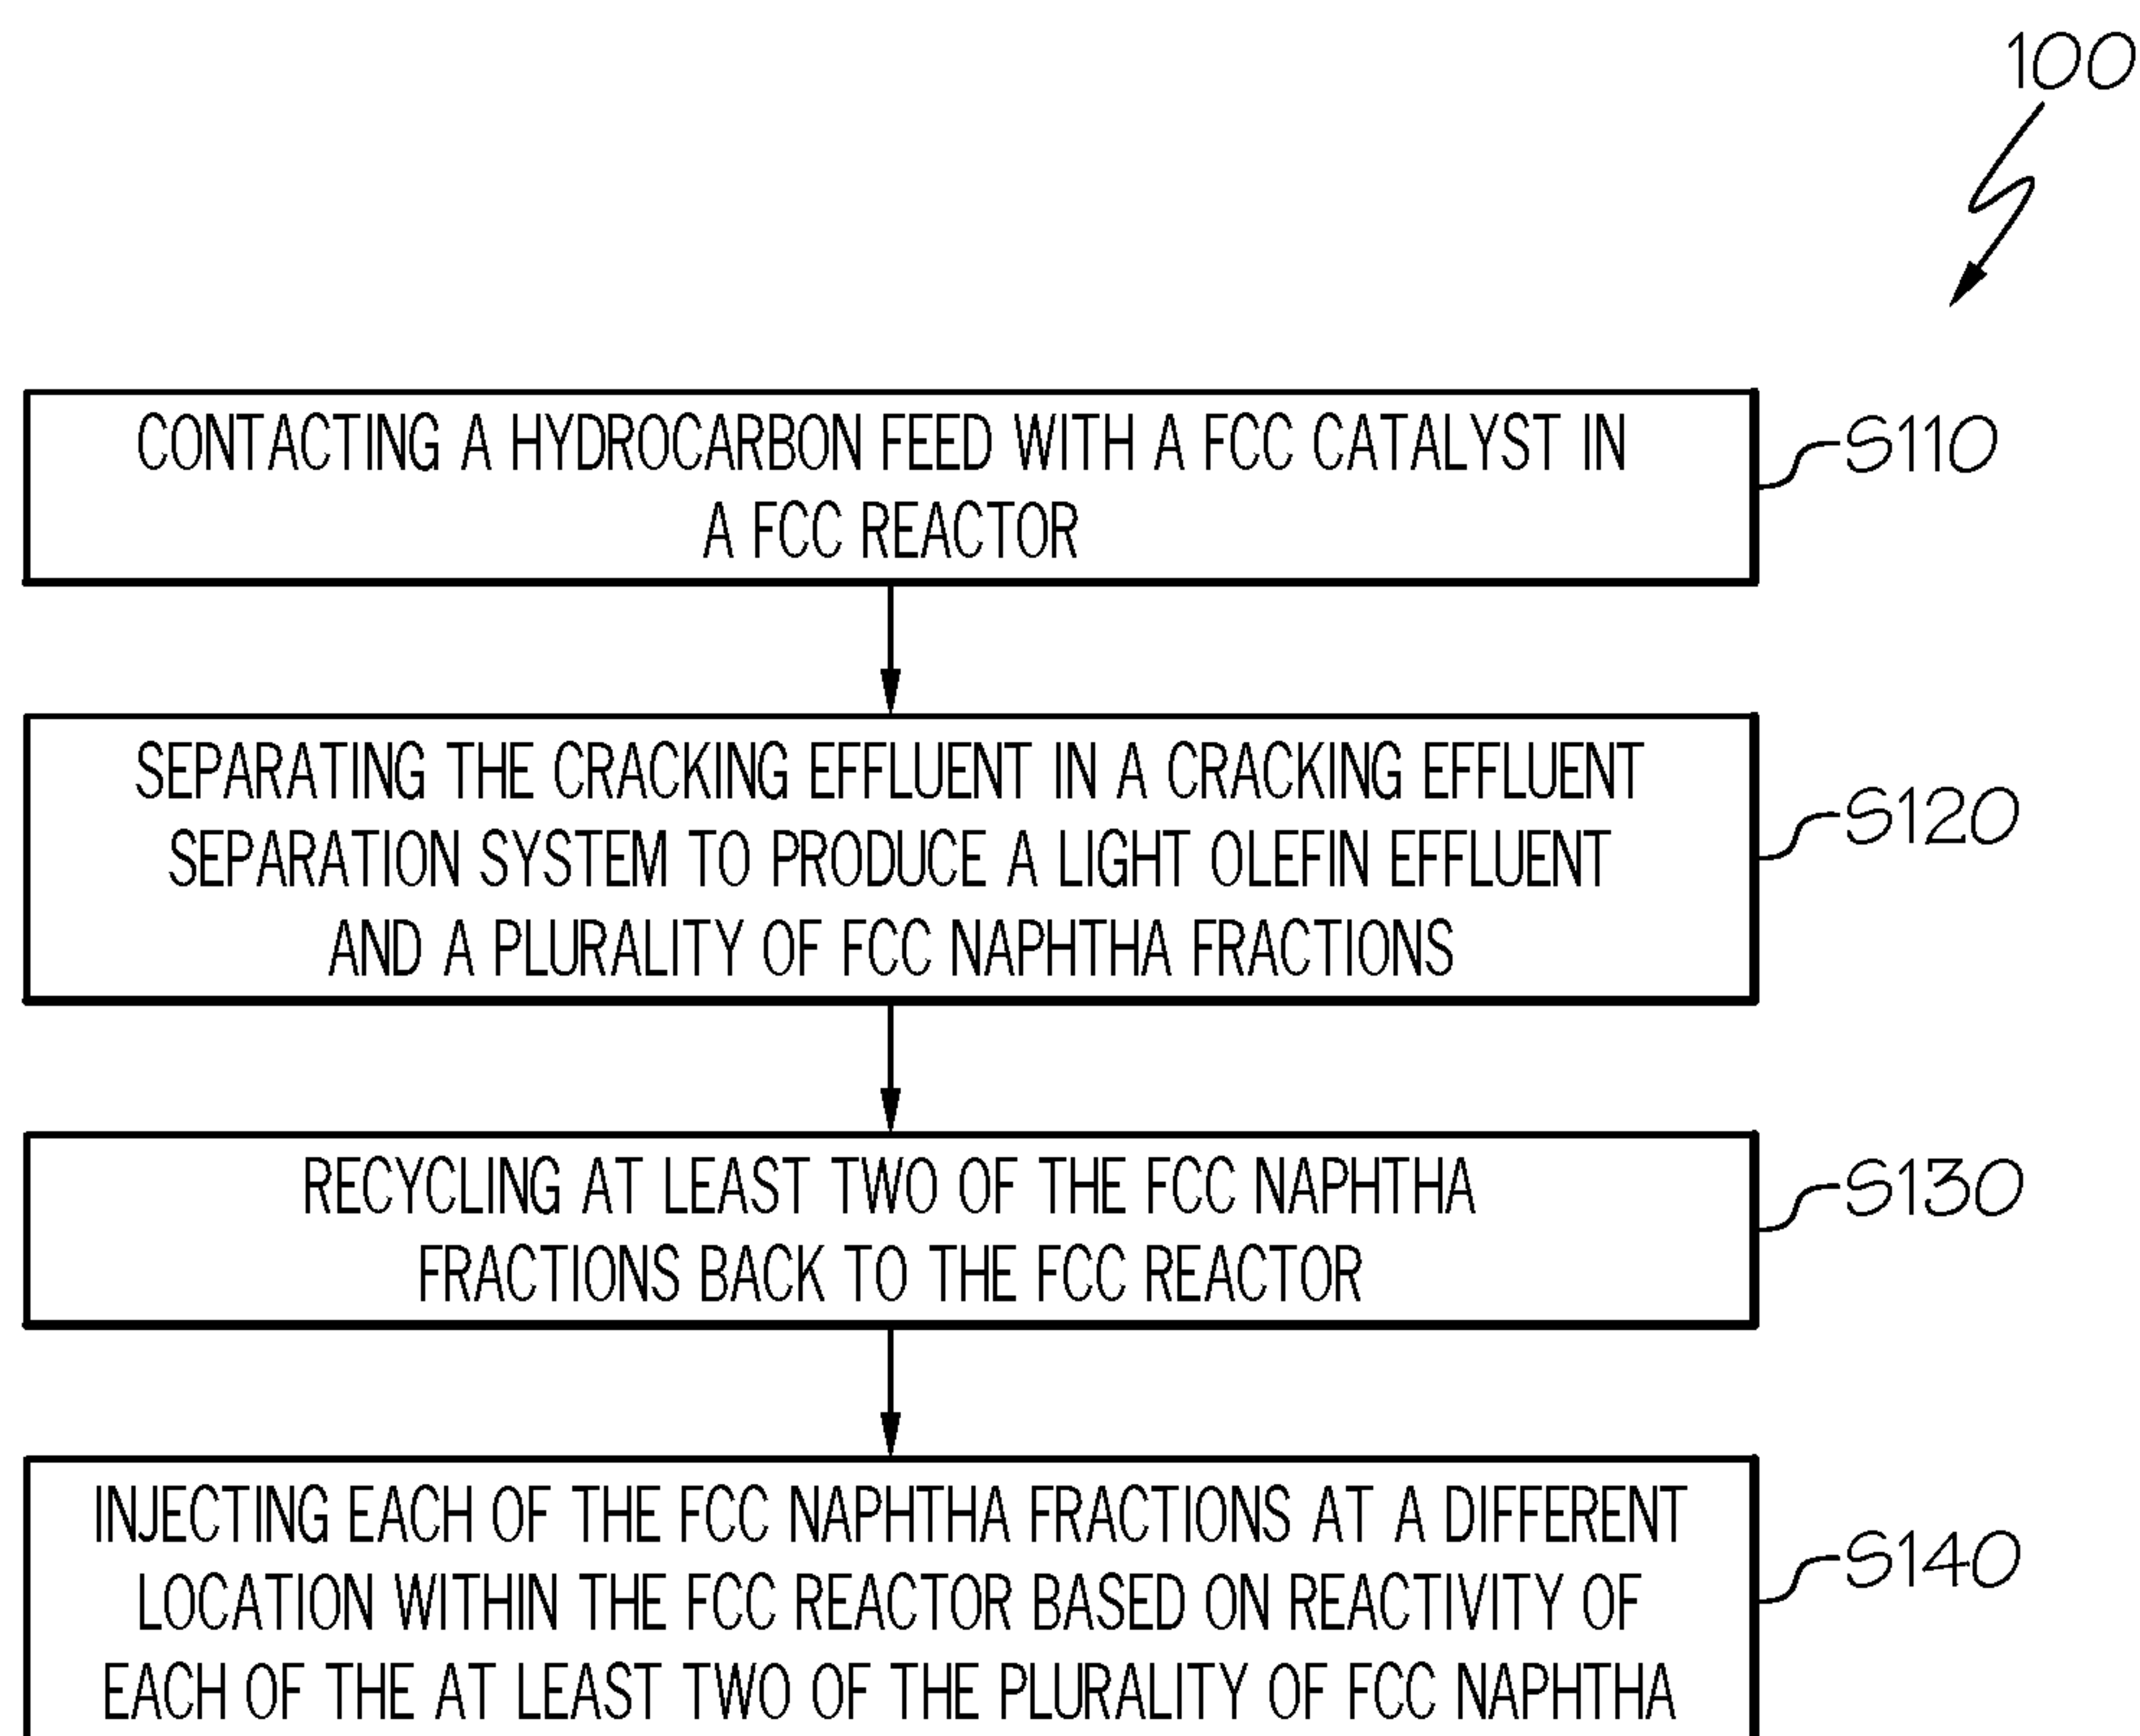 100
CONTACTING A HYDROCARBON FEED WITH A FCC CATALYST IN
A FCC REACTOR
S110
SEPARATING THE CRACKING EFFLUENT IN A CRACKING EFFLUENT
SEPARATION SYSTEM TO PRODUCE A LIGHT OLEFIN EFFLUENT
AND A PLURALITY OF FCC NAPHTHA FRACTIONS
S120
RECYCLING AT LEAST TWO OF THE FCC NAPHTHA
FRACTIONS BACK TO THE FCC REACTOR
S130
INJECTING EACH OF THE FCC NAPHTHA FRACTIONS AT A DIFFERENT
LOCATION WITHIN THE FCC REACTOR BASED ON REACTIVITY OF
EACH OF THE AT LEAST TWO OF THE PLURALITY OF FCC NAPHTHA
S140